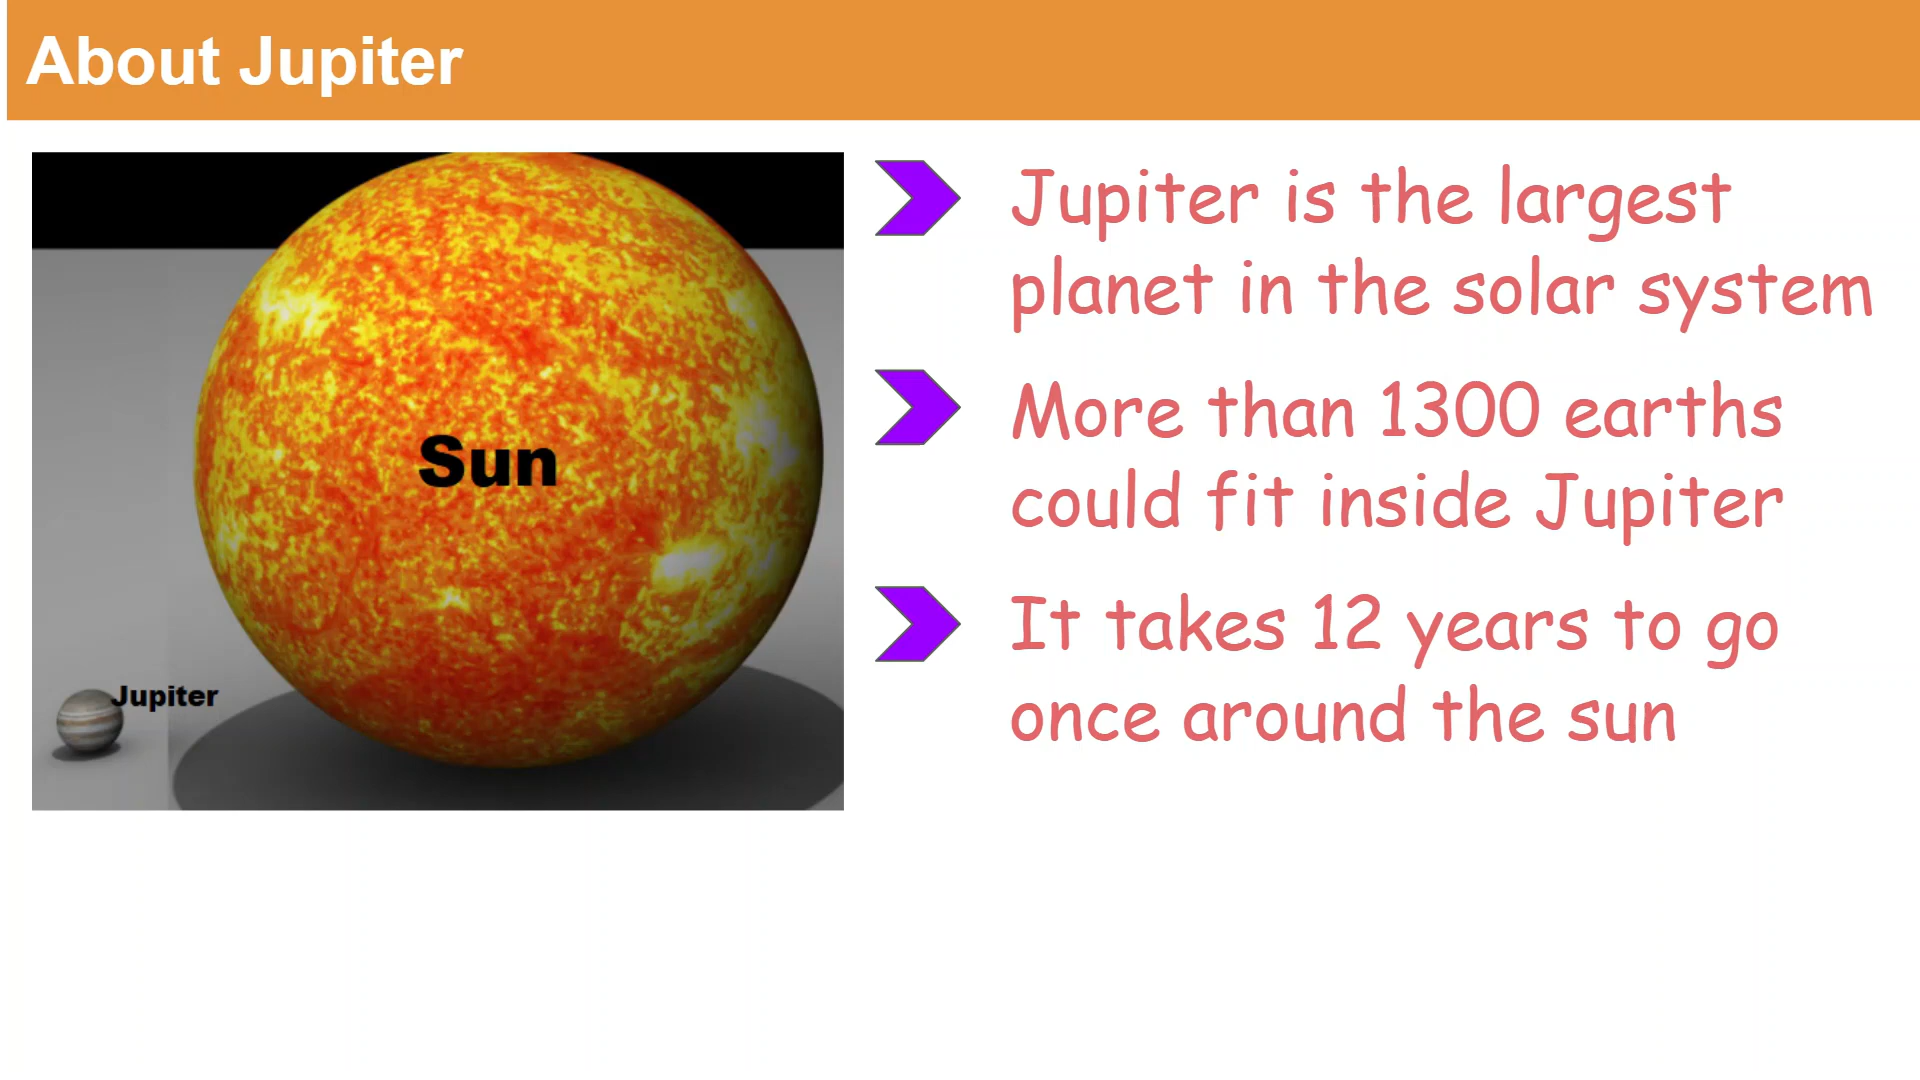 About Jupiter
Sun
Jupiter
Jupiter is the largest
planet in the solar system
More than 1300 earths
could fit inside Jupiter
It takes 12 years to go
once around the sun